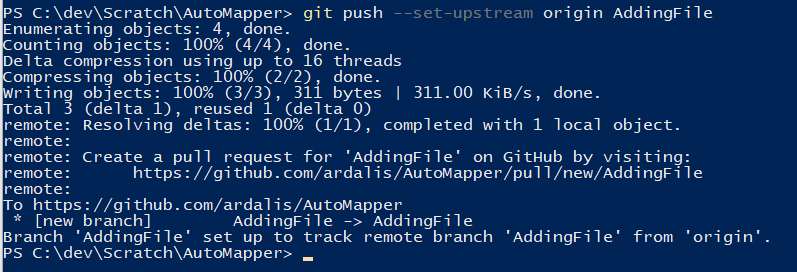 PS C:\dev\Scratch\AutoMapper> git push --set-upstream origin AddingFile
Enumerating objects: 4, done.
Counting objects: 100% (4/4), done.
Delta compression using up to 16 threads
Compressing objects: 100% (2/2), done.
Writing objects: 100% (3/3), 311 bytes | 311.00 KiB/s, done.
Total 3 (delta 1), reused 1 (delta 0)
remote: Resolving deltas: 100% (1/1), completed with 1 local object.
remote:
remote: Create a pull request for 'AddingFile' on GitHub by visiting:
remote:      https://github.com/ardalis/AutoMapper/pull/new/AddingFile
remote:
To https://github.com/ardalis/AutoMapper
 * [new branch]        AddingFile -> AddingFile
Branch 'AddingFile' set up to track remote branch 'AddingFile' from 'origin'.
PS C:\dev\Scratch\AutoMapper>